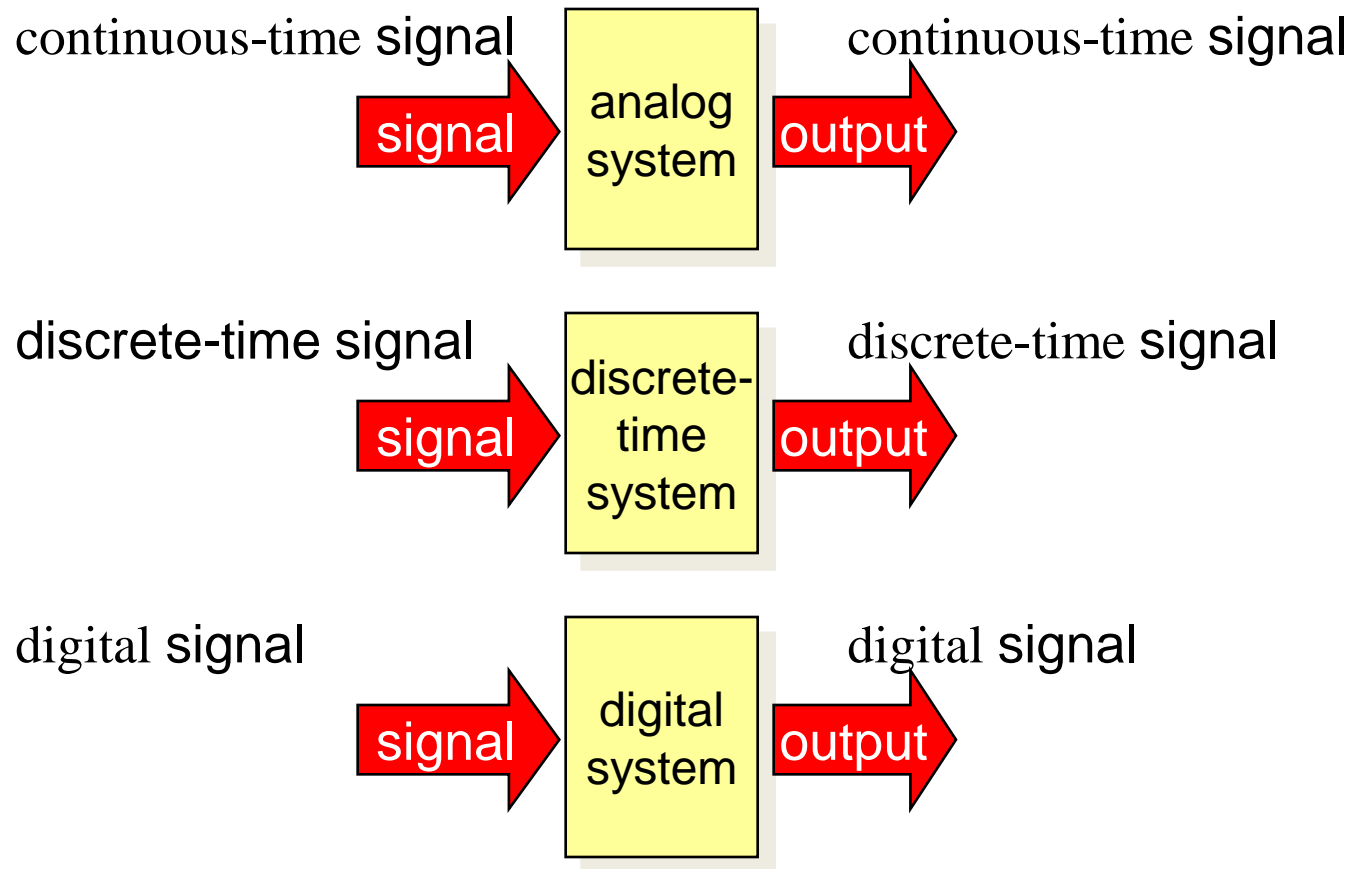 continuous-time signal
continuous-time signal
signal
analog
system
output
discrete-time signal
discrete-time signal
signal
discrete-
time
system
output
digital signal
digital signal
signal
digital
system
output